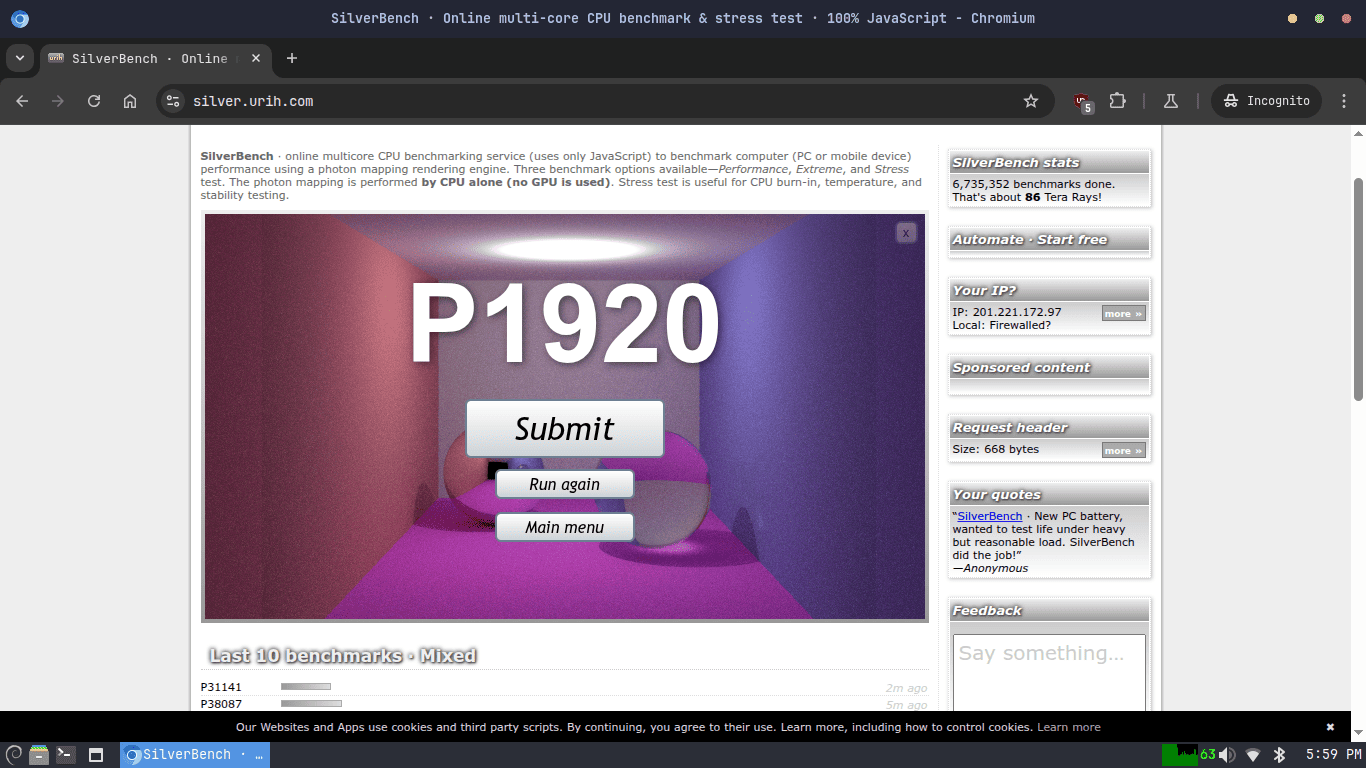 SilverBench · Online multi-core CPU benchmark & stress test · 100% JavaScript - Chromium
SilverBench · Online
silver.urih.com
5
Incognito
SilverBench · online multicore CPU benchmarking service (uses only JavaScript) to benchmark computer (PC or mobile device)
performance using a photon mapping rendering engine. Three benchmark options available—Performance, Extreme, and Stress
test. The photon mapping is performed by CPU alone (no GPU is used). Stress test is useful for CPU burn-in, temperature, and
stability testing.
x
P1920
Submit
Run again
Main menu
Last 10 benchmarks · Mixed
P31141
2m ago
P38087
5m ago
SilverBench stats
6,735,352 benchmarks done.
That's about 86 Tera Rays!
Automate · Start free
Your IP?
IP: 201.221.172.97
more »
Local: Firewalled?
Sponsored content
Request header
Size: 668 bytes
more »
Your quotes
“SilverBench · New PC battery,
wanted to test life under heavy
but reasonable load. SilverBench
did the job!”
—Anonymous
Feedback
Say something...
Our Websites and Apps use cookies and third party scripts. By continuing, you agree to their use. Learn more, including how to control cookies. Learn more
SilverBench · …
63
5:59 PM